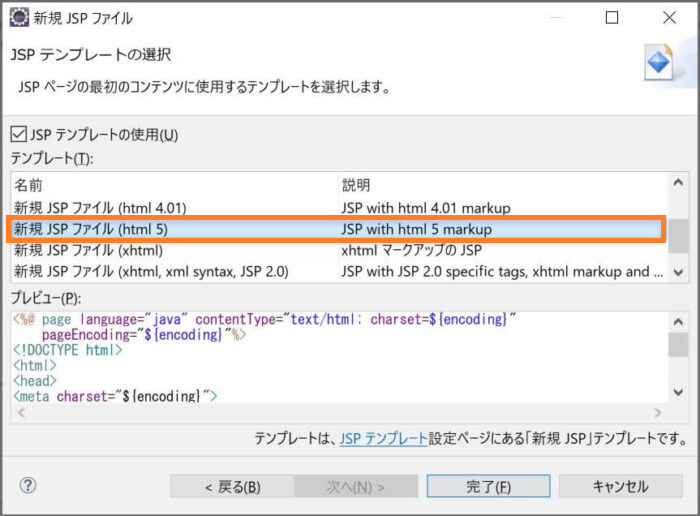 新規 JSP ファイル
JSP テンプレートの選択
JSP ページの最初のコンテンツに使用するテンプレートを選択します。
JSP テンプレートの使用(U)
テンプレート(T):
名前 説明
新規 JSP ファイル (html 4.01) JSP with html 4.01 markup
新規 JSP ファイル (html 5) JSP with html 5 markup
新規 JSP ファイル (xhtml) xhtml マークアップの JSP
新規 JSP ファイル (xhtml, xml syntax, JSP 2.0) JSP with JSP 2.0 specific tags, xhtml markup and ...
プレビュー(P):
<%@ page language="java" contentType="text/html; charset=${encoding}"
pageEncoding="${encoding}"%>
<!DOCTYPE html>
<html>
<head>
<meta charset="${encoding}">
テンプレートは、JSP テンプレート設定ページにある「新規 JSP」テンプレートです。
< 戻る(B) 次へ(N) > 完了(F) キャンセル